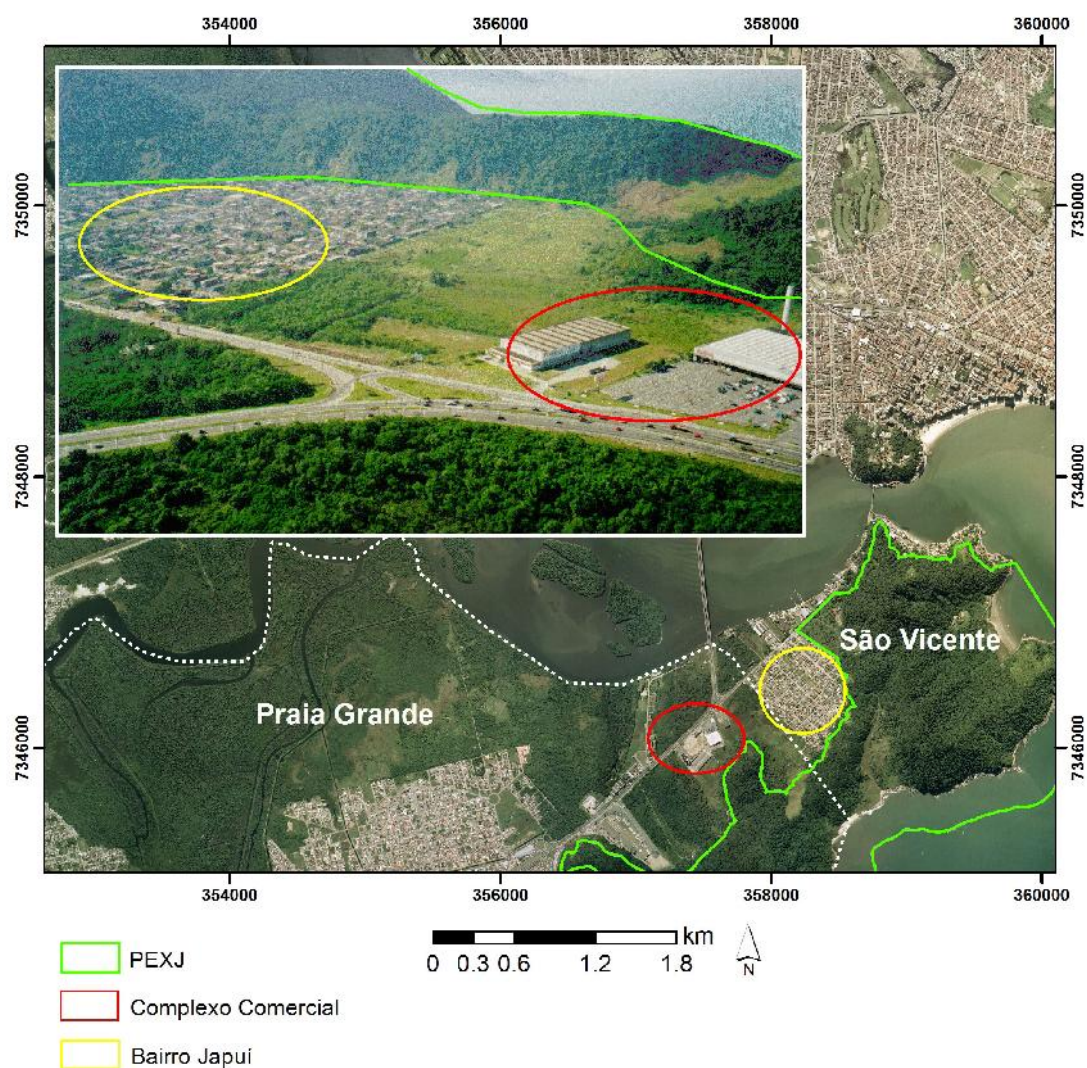 354000 356000 358000 360000
7350000 7350000
7348000 7348000
São Vicente
Praia Grande
7346000 7346000
354000 356000 358000 360000
km
0 0.3 0.6 1.2 1.8
N
PEXJ
Complexo Comercial
Bairro Japuí